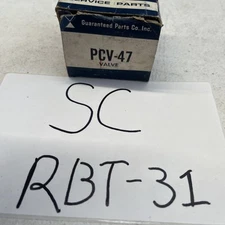 SERVICE PARTS
Guaranteed Parts Co., Inc.
PCV-47
VALVE
SC
RBT-31